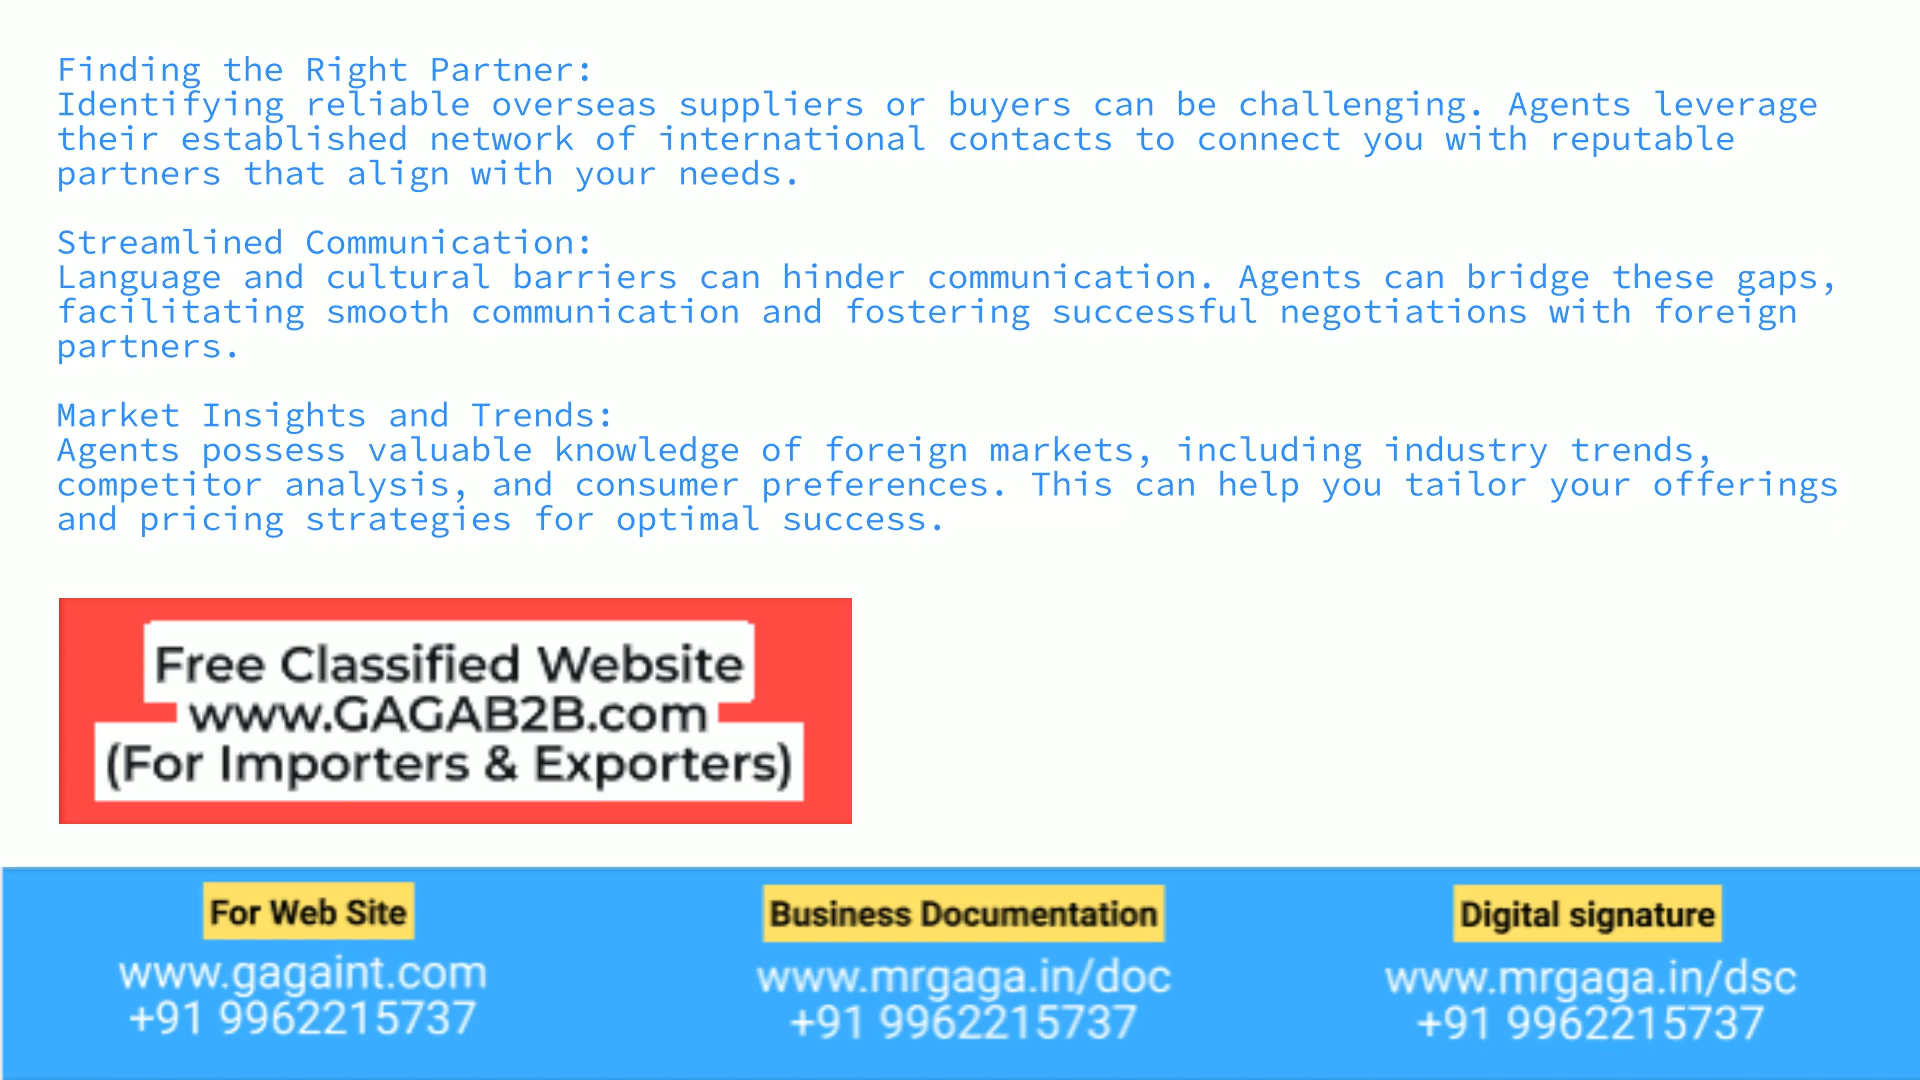 Finding the Right Partner:
Identifying reliable overseas suppliers or buyers can be challenging. Agents leverage
their established network of international contacts to connect you with reputable
partners that align with your needs.
Streamlined Communication:
Language and cultural barriers can hinder communication. Agents can bridge these gaps,
facilitating smooth communication and fostering successful negotiations with foreign
partners.
Market Insights and Trends:
Agents possess valuable knowledge of foreign markets, including industry trends,
competitor analysis, and consumer preferences. This can help you tailor your offerings
and pricing strategies for optimal success.
Free Classified Website
www.GAGAB2B.com
(For Importers & Exporters)
For Web Site
www.gagaint.com
+91 9962215737
Business Documentation
www.mrgaga.in/doc
+91 9962215737
Digital signature
www.mrgaga.in/dsc
+91 9962215737